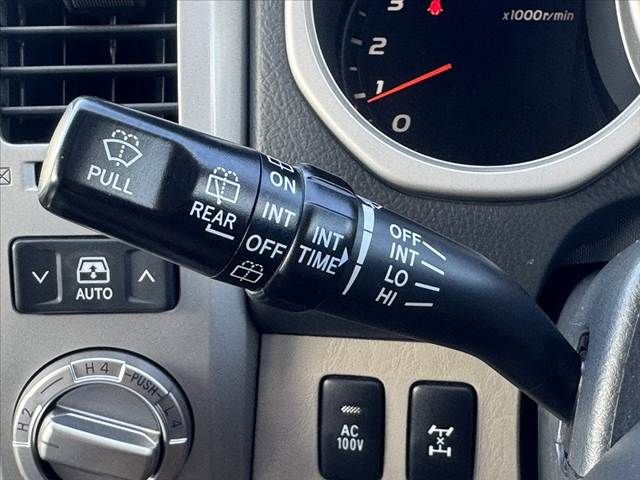 3
x1000r/min
2
1
0
PULL
REAR
ON
INT
OFF
INT
TIME
OFF
INT
LO
HI
AUTO
H2
H4
PUSH
L4
AC
100V